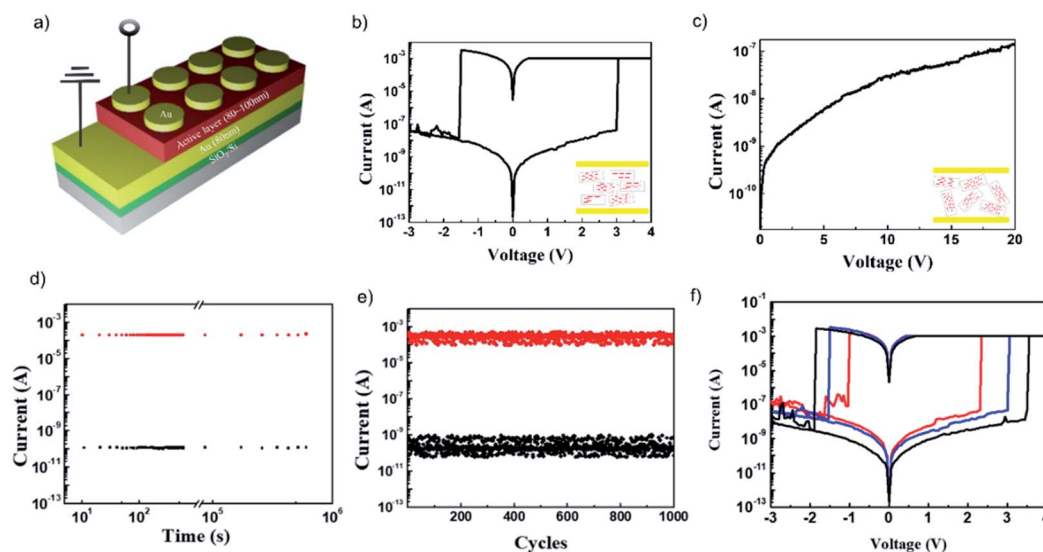 a)
Au
Active layer (80~100nm)
Au (80nm)
SiO₂/Si
b)
Current (A)
10⁻³
10⁻⁵
10⁻⁷
10⁻⁹
10⁻¹¹
10⁻¹³
-3 -2 -1 0 1 2 3 4
Voltage (V)
c)
Current (A)
10⁻⁷
10⁻⁸
10⁻⁹
10⁻¹⁰
0 5 10 15 20
Voltage (V)
d)
Current (A)
10⁻³
10⁻⁵
10⁻⁷
10⁻⁹
10⁻¹¹
10⁻¹³
10¹ 10² 10⁵ 10⁶
Time (s)
e)
Current (A)
10⁻¹
10⁻³
10⁻⁵
10⁻⁷
10⁻⁹
10⁻¹¹
10⁻¹³
200 400 600 800 1000
Cycles
f)
Current (A)
10⁻¹
10⁻³
10⁻⁵
10⁻⁷
10⁻⁹
10⁻¹¹
10⁻¹³
-3 -2 -1 0 1 2 3 4
Voltage (V)